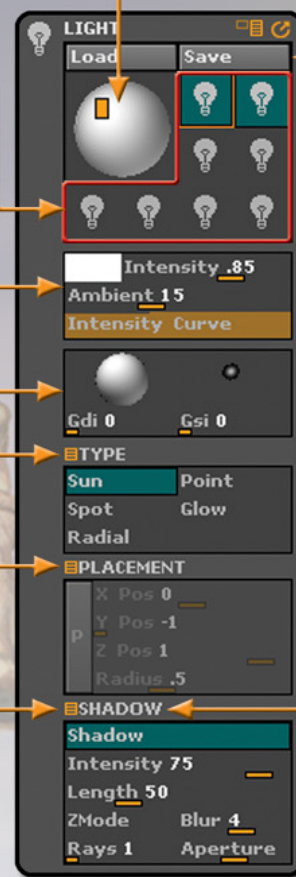 LIGHT
Load Save
Intensity .85
Ambient 15
Intensity Curve
Gdi 0 Gsi 0
TYPE
Sun Point
Spot Glow
Radial
PLACEMENT
X Pos 0
Y Pos -1
P
Z Pos 1
Radius .5
SHADOW
Shadow
Intensity 75
Length 50
ZMode Blur 4
Rays 1 Aperture